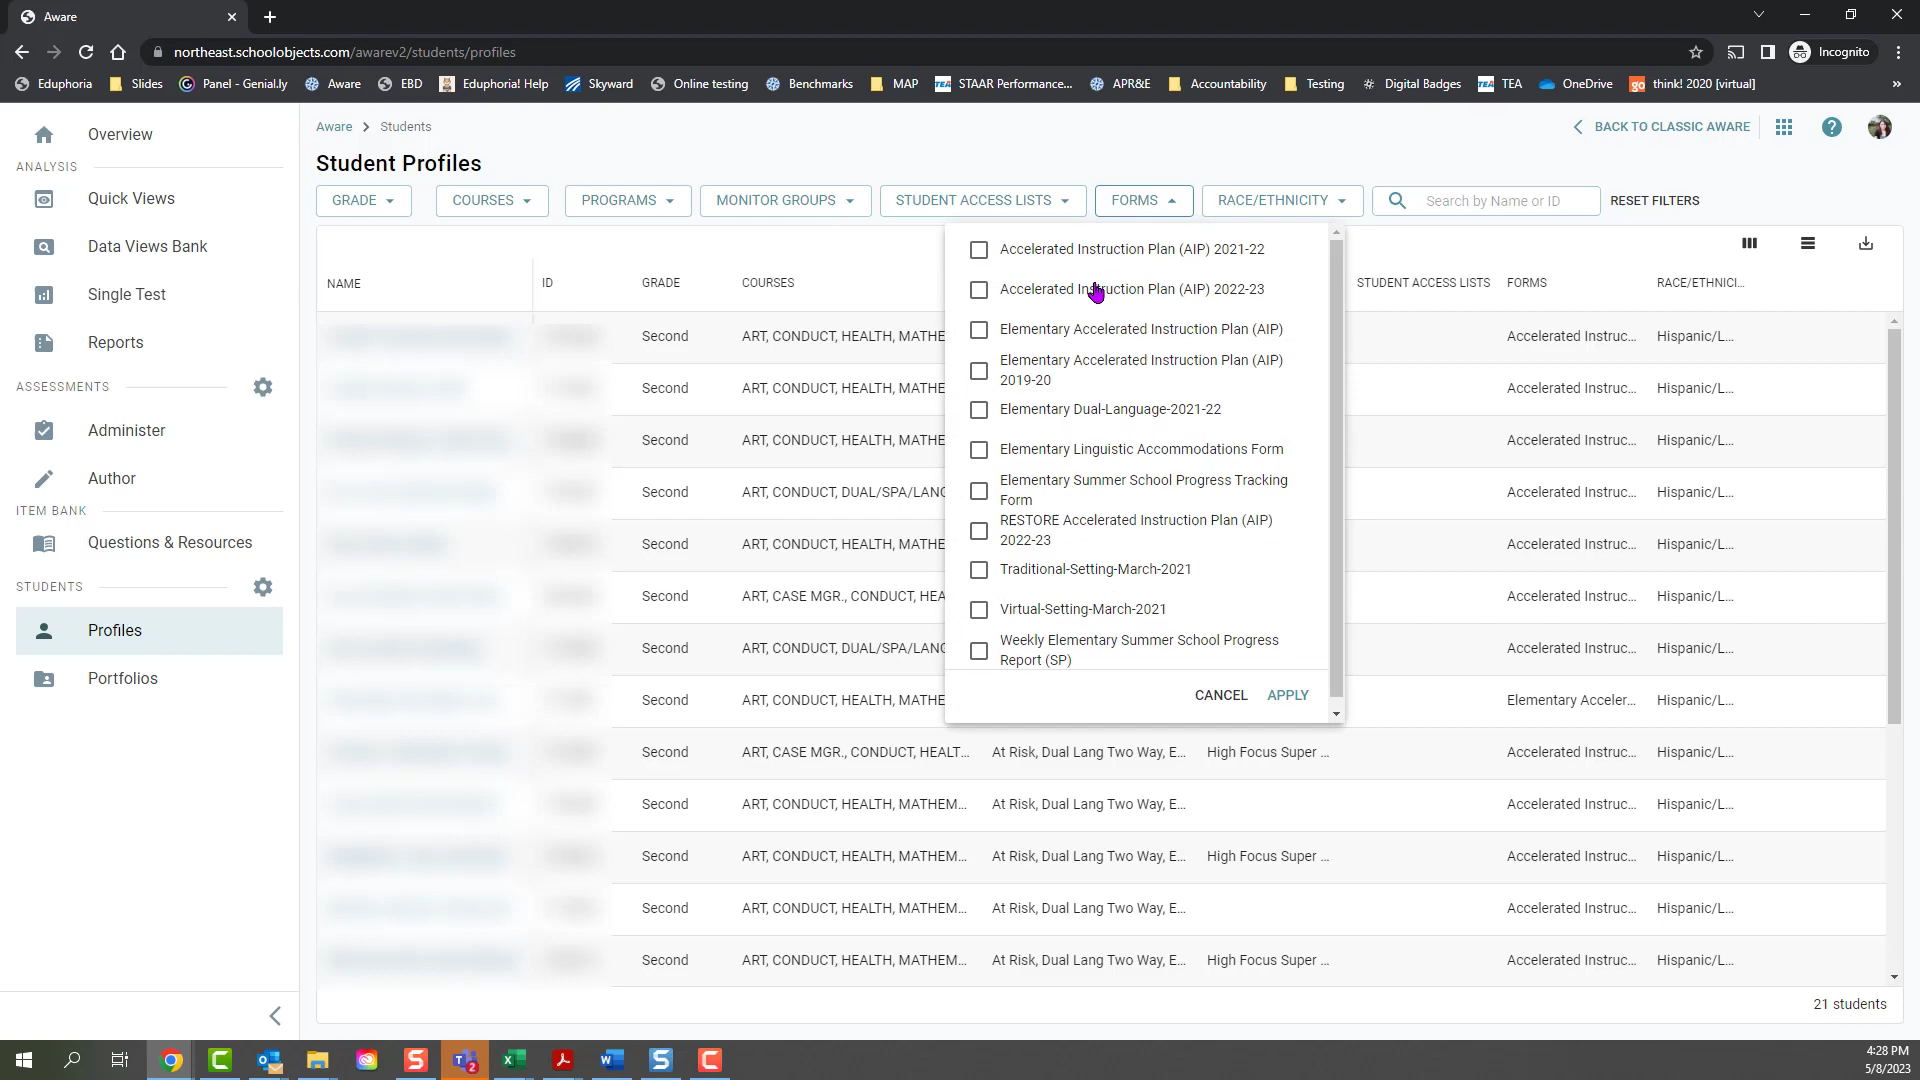 Aware
northeast.schoolobjects.com/awarev2/students/profiles
Incognito
Eduphoria
Slides
Panel - Genial.ly
Aware
EBD
Eduphoria! Help
Skyward
Online testing
Benchmarks
MAP
TEA
STAAR Performance...
APR&E
Accountability
Testing
Digital Badges
TEA
TEA
OneDrive
go
think! 2020 [virtual]
»
Overview
ANALYSIS
Quick Views
Data Views Bank
Single Test
Reports
ASSESSMENTS
Administer
Author
ITEM BANK
Questions & Resources
STUDENTS
Profiles
Portfolios
Aware > Students
BACK TO CLASSIC AWARE
Student Profiles
GRADE
COURSES
PROGRAMS
MONITOR GROUPS
STUDENT ACCESS LISTS
FORMS
RACE/ETHNICITY
Search by Name or ID
RESET FILTERS
Accelerated Instruction Plan (AIP) 2021-22
Accelerated Instruction Plan (AIP) 2022-23
Elementary Accelerated Instruction Plan (AIP)
Elementary Accelerated Instruction Plan (AIP)
2019-20
Elementary Dual-Language-2021-22
Elementary Linguistic Accommodations Form
Elementary Summer School Progress Tracking
Form
RESTORE Accelerated Instruction Plan (AIP)
2022-23
Traditional-Setting-March-2021
Virtual-Setting-March-2021
Weekly Elementary Summer School Progress
Report (SP)
CANCEL
APPLY
NAME ID GRADE COURSES STUDENT ACCESS LISTS FORMS RACE/ETHNICI...
Second ART, CONDUCT, HEALTH, MATHE Accelerated Instruc... Hispanic/L...
Second ART, CONDUCT, HEALTH, MATHE Accelerated Instruc... Hispanic/L...
Second ART, CONDUCT, HEALTH, MATHE Accelerated Instruc... Hispanic/L...
Second ART, CONDUCT, DUAL/SPA/LANG Accelerated Instruc... Hispanic/L...
Second ART, CONDUCT, HEALTH, MATHE Accelerated Instruc... Hispanic/L...
Second ART, CASE MGR., CONDUCT, HEA Accelerated Instruc... Hispanic/L...
Second ART, CONDUCT, DUAL/SPA/LANG Accelerated Instruc... Hispanic/L...
Second ART, CONDUCT, HEALTH, MATHE Elementary Acceler... Hispanic/L...
Second ART, CASE MGR., CONDUCT, HEALT... At Risk, Dual Lang Two Way, E... High Focus Super ... Accelerated Instruc... Hispanic/L...
Second ART, CONDUCT, HEALTH, MATHEM... At Risk, Dual Lang Two Way, E... Accelerated Instruc... Hispanic/L...
Second ART, CONDUCT, HEALTH, MATHEM... At Risk, Dual Lang Two Way, E... High Focus Super ... Accelerated Instruc... Hispanic/L...
Second ART, CONDUCT, HEALTH, MATHEM... At Risk, Dual Lang Two Way, E... Accelerated Instruc... Hispanic/L...
Second ART, CONDUCT, HEALTH, MATHEM... At Risk, Dual Lang Two Way, E... High Focus Super ... Accelerated Instruc... Hispanic/L...
21 students
4:28 PM
5/8/2023